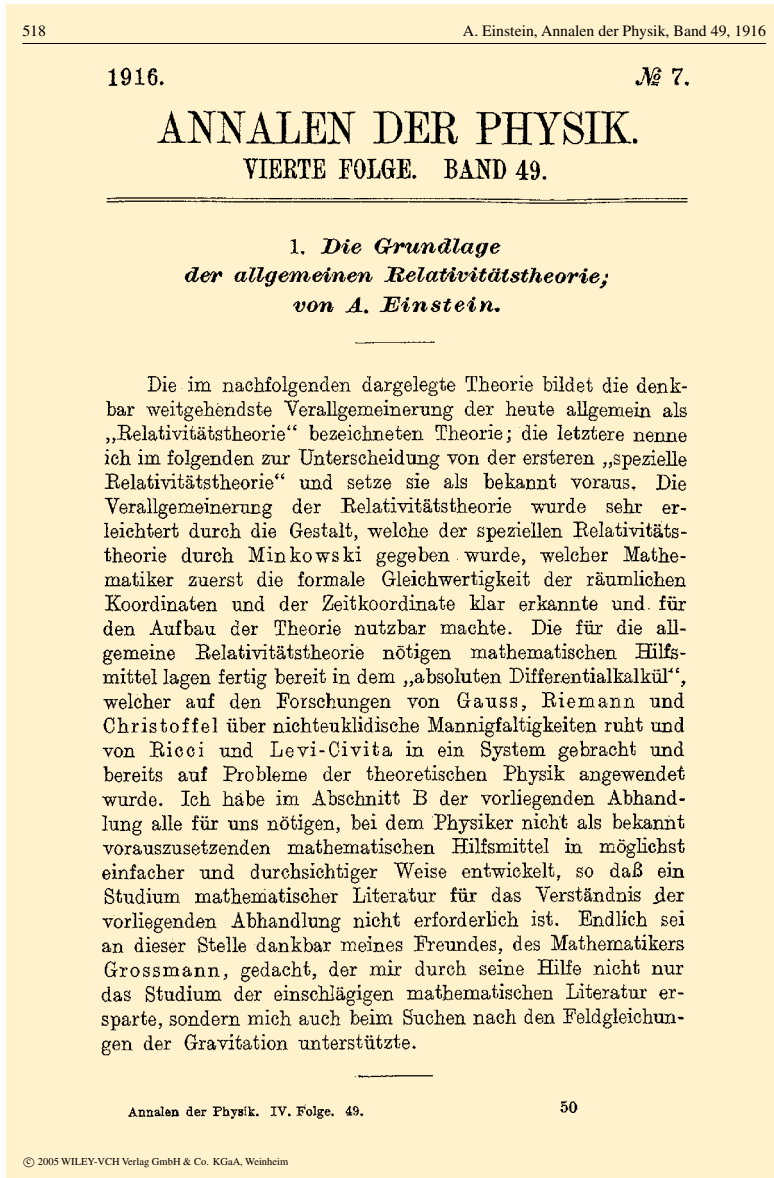 518 A. Einstein, Annalen der Physik, Band 49, 1916
1916. № 7.
ANNALEN DER PHYSIK.
VIERTE FOLGE. BAND 49.
1. Die Grundlage
der allgemeinen Relativitätstheorie;
von A. Einstein.
Die im nachfolgenden dargelegte Theorie bildet die denk-
bar weitgehendste Verallgemeinerung der heute allgemein als
„Relativitätstheorie“ bezeichneten Theorie; die letztere nenne
ich im folgenden zur Unterscheidung von der ersteren „spezielle
Relativitätstheorie“ und setze sie als bekannt voraus. Die
Verallgemeinerung der Relativitätstheorie wurde sehr er-
leichtert durch die Gestalt, welche der speziellen Relativitäts-
theorie durch Minkowski gegeben wurde, welcher Mathe-
matiker zuerst die formale Gleichwertigkeit der räumlichen
Koordinaten und der Zeitkoordinate klar erkannte und für
den Aufbau der Theorie nutzbar machte. Die für die all-
gemeine Relativitätstheorie nötigen mathematischen Hilfs-
mittel lagen fertig bereit in dem „absoluten Differentialkalkül“,
welcher auf den Forschungen von Gauss, Riemann und
Christoffel über nichteuklidische Mannigfaltigkeiten ruht und
von Ricci und Levi-Civita in ein System gebracht und
bereits auf Probleme der theoretischen Physik angewendet
wurde. Ich habe im Abschnitt B der vorliegenden Abhand-
lung alle für uns nötigen, bei dem Physiker nicht als bekannt
vorauszusetzenden mathematischen Hilfsmittel in möglichst
einfacher und durchsichtiger Weise entwickelt, so daß ein
Studium mathematischer Literatur für das Verständnis der
vorliegenden Abhandlung nicht erforderlich ist. Endlich sei
an dieser Stelle dankbar meines Freundes, des Mathematikers
Grossmann, gedacht, der mir durch seine Hilfe nicht nur
das Studium der einschlägigen mathematischen Literatur er-
sparte, sondern mich auch beim Suchen nach den Feldgleichun-
gen der Gravitation unterstützte.
Annalen der Physik. IV. Folge. 49. 50
© 2005 WILEY-VCH Verlag GmbH & Co. KGaA, Weinheim